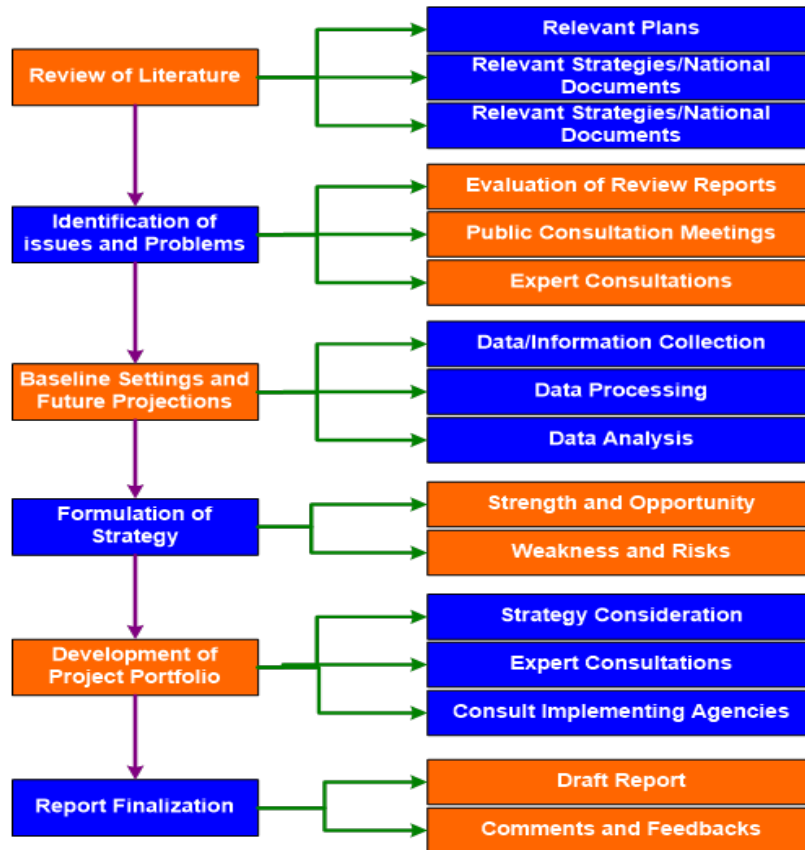 Relevant Plans
Review of Literature
Relevant Strategies/National
Documents
Relevant Strategies/National
Documents
Identification of
issues and Problems
Evaluation of Review Reports
Public Consultation Meetings
Expert Consultations
Baseline Settings and
Future Projections
Data/Information Collection
Data Processing
Data Analysis
Formulation of
Strategy
Strength and Opportunity
Weakness and Risks
Development of
Project Portfolio
Strategy Consideration
Expert Consultations
Consult Implementing Agencies
Report Finalization
Draft Report
Comments and Feedbacks